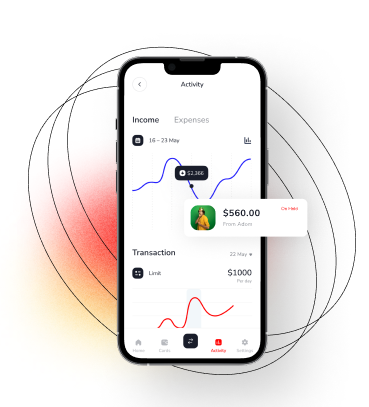 Activity
Income Expenses
16 – 23 May
$2,366
$560.00
On Hold
From Adam
Transaction
22 May
Limit
$1000
Per day
Home Cards Activity Settings